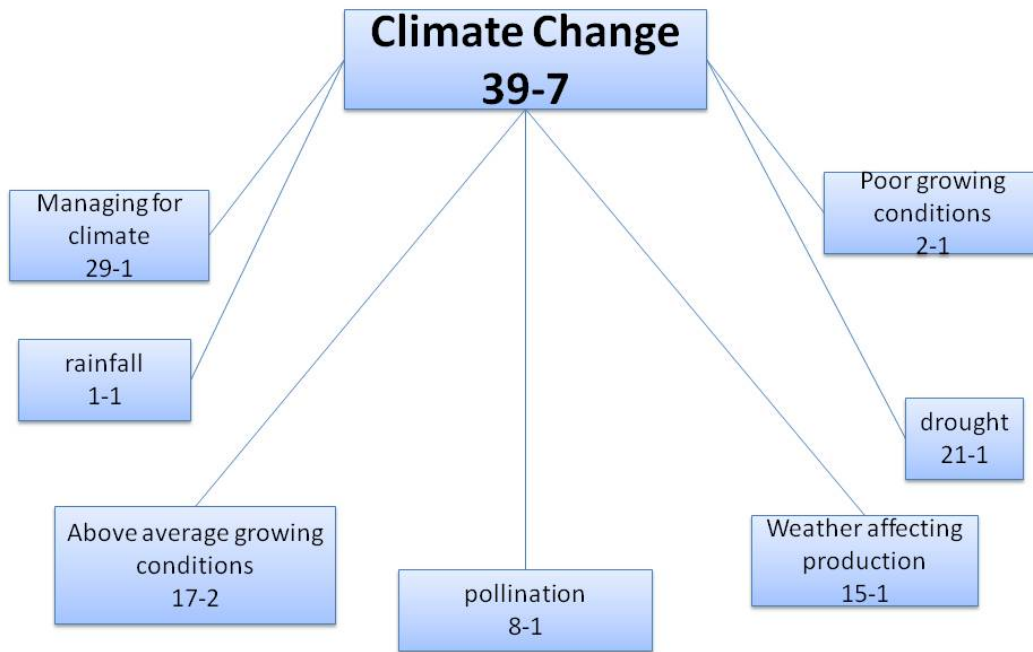 Climate Change
39-7
Managing for
climate
29-1
Poor growing
conditions
2-1
rainfall
1-1
drought
21-1
Above average growing
conditions
17-2
pollination
8-1
Weather affecting
production
15-1